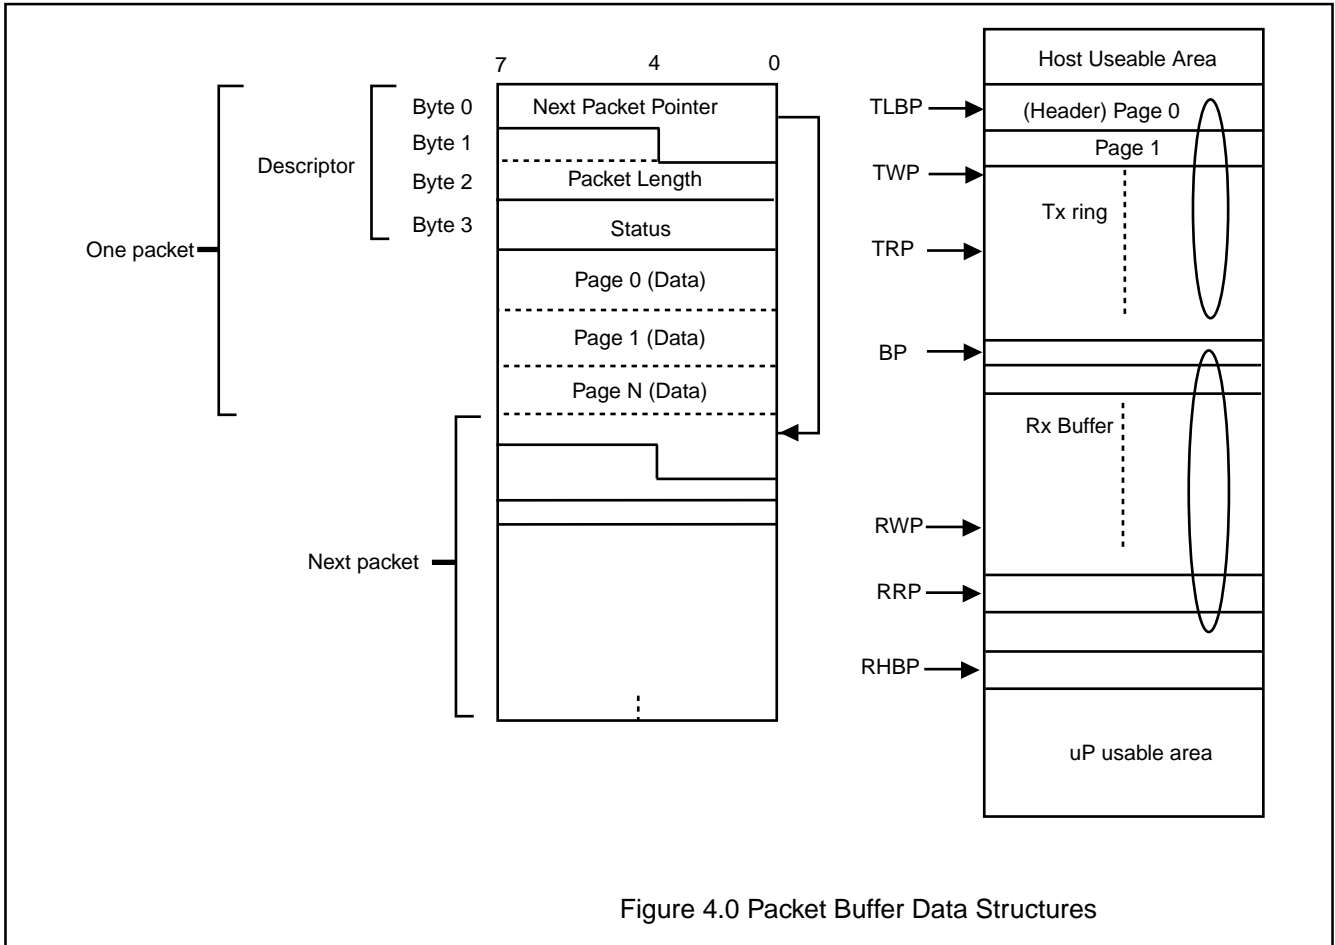 7 4 0
Byte 0 Next Packet Pointer
Byte 1
Descriptor
Byte 2 Packet Length
Byte 3 Status
One packet
Page 0 (Data)
Page 1 (Data)
Page N (Data)
Next packet
Host Useable Area
TLBP (Header) Page 0
Page 1
TWP
Tx ring
TRP
BP
Rx Buffer
RWP
RRP
RHBP
uP usable area
Figure 4.0 Packet Buffer Data Structures